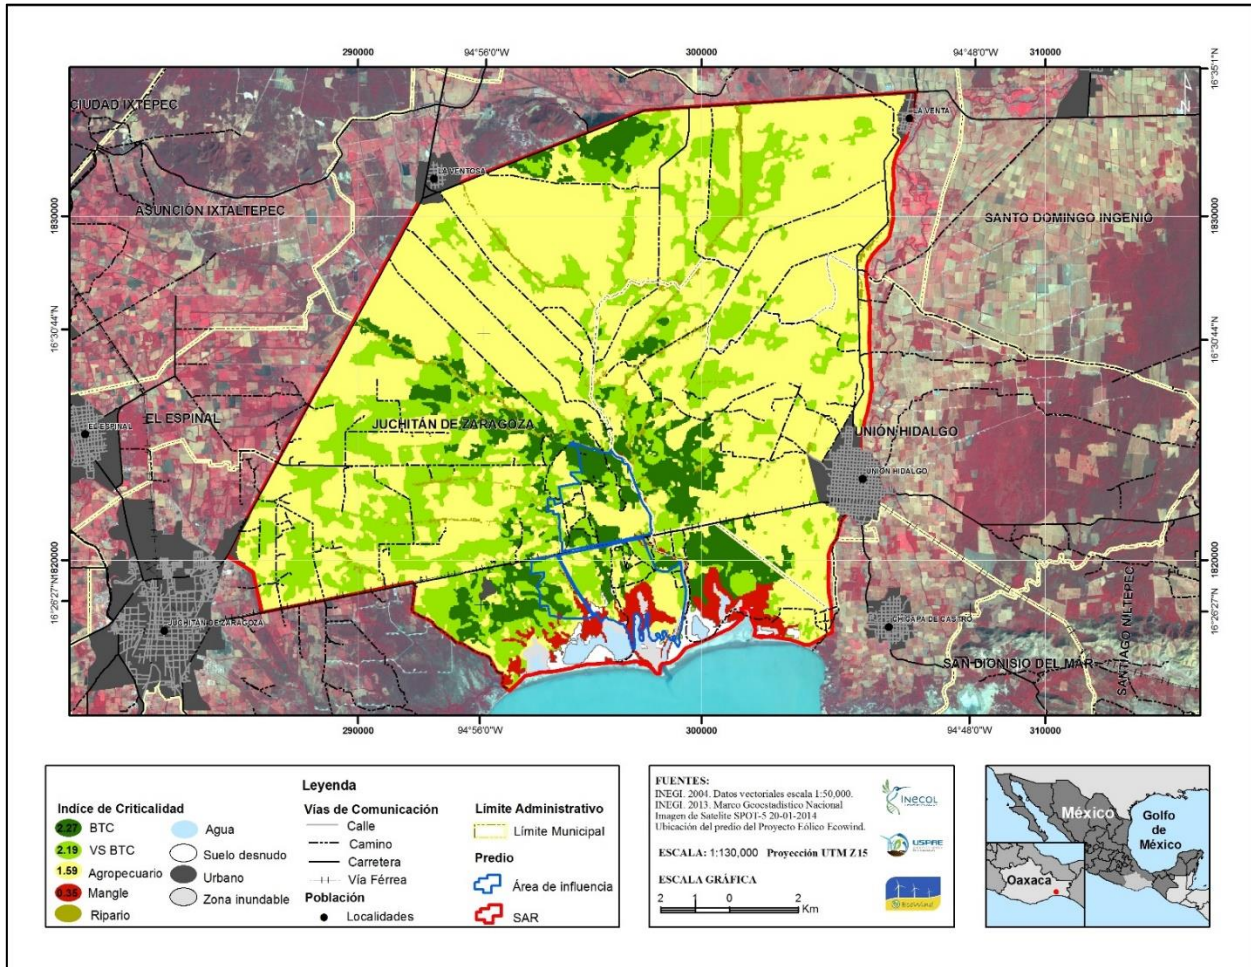 290000
94°56'0"W
300000
94°48'0"W
310000
16°35'1"N
CIUDAD IXTEPEC
LA VENTA
LA VENTOSA
ASUNCIÓN IXTALTEPEC
SANTO DOMINGO INGENIO
1830000
1830000
16°30'44"N
16°30'44"N
EL ESPINAL
EL ESPINAL
JUCHITÁN DE ZARAGOZA
UNIÓN HIDALGO
UNIÓN HIDALGO
1820000
1820000
16°26'27"N
16°26'27"N
JUCHITÁN DE ZARAGOZA
CHICAPA DE CASTRO
SAN DIONISIO DEL MAR
SANTIAGO NILTEPEC
290000
94°56'0"W
300000
94°48'0"W
310000
Leyenda
Indice de Criticalidad
2.27 BTC
2.19 VS BTC
1.59 Agropecuario
0.35 Mangle
Ripario
Agua
Suelo desnudo
Urbano
Zona inundable
Vías de Comunicación
Calle
Camino
Carretera
Vía Férrea
Población
Localidades
Límite Administrativo
Límite Municipal
Predio
Área de influencia
SAR
FUENTES:
INEGI. 2004. Datos vectoriales escala 1:50,000.
INEGI. 2013. Marco Geoestadístico Nacional
Imagen de Satelite SPOT-5 20-01-2014
Ubicación del predio del Proyecto Eólico Ecowind.
ESCALA: 1:130,000 Proyección UTM Z15
ESCALA GRÁFICA
2 1 0 2
Km
INECOL
USPAE
EcoWind
México
Golfo
de
México
Oaxaca